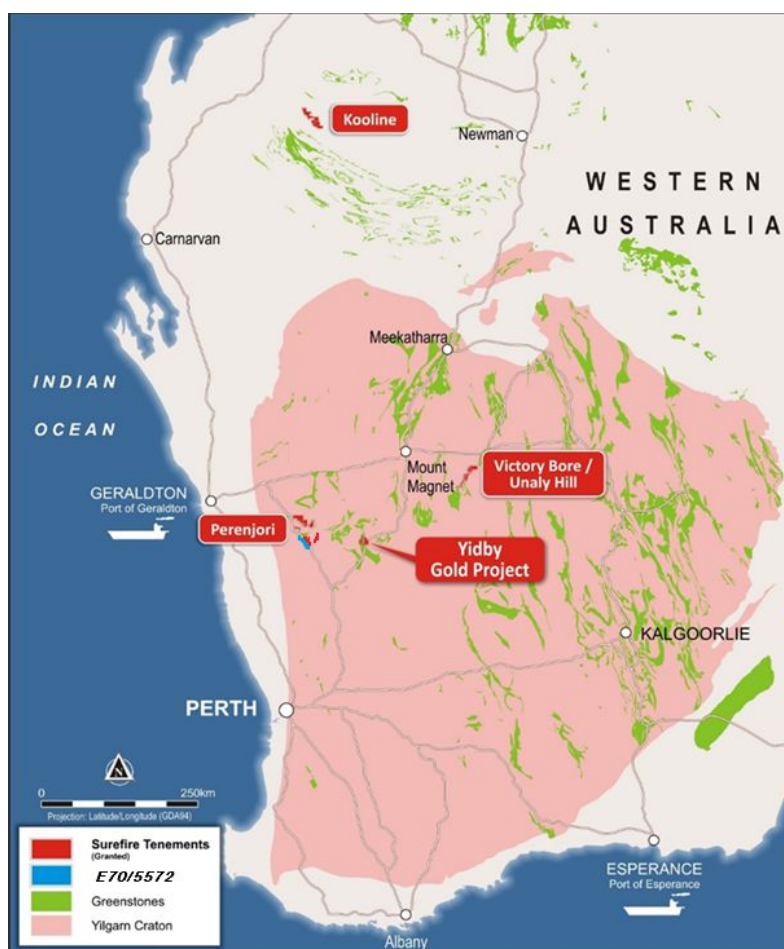 Kooline
Newman
WESTERN
AUSTRALIA
Carnarvan
Meekatharra
INDIAN
OCEAN
Mount
Magnet
Victory Bore /
Unaly Hill
GERALDTON
Port of Geraldton
Perenjori
Yidby
Gold Project
KALGOORLIE
PERTH
N
0 250km
Projection: Latitude/Longitude (GDA94)
Surefire Tenements
(Granted)
E70/5572
Greenstones
Yilgarn Craton
ESPERANCE
Port of Esperance
Albany